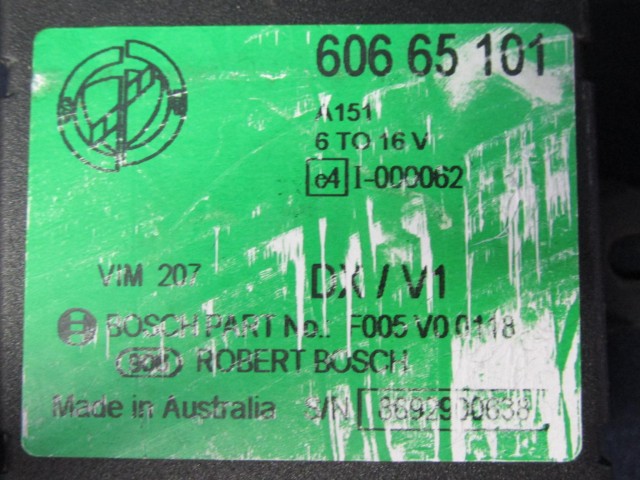 606 65 101
A151
6 TO 16 V
e4 I-000062
VIM 207 DX / V1
BOSCH PART No.: F005 V0 0118
ROBERT BOSCH
Made in Australia S/N